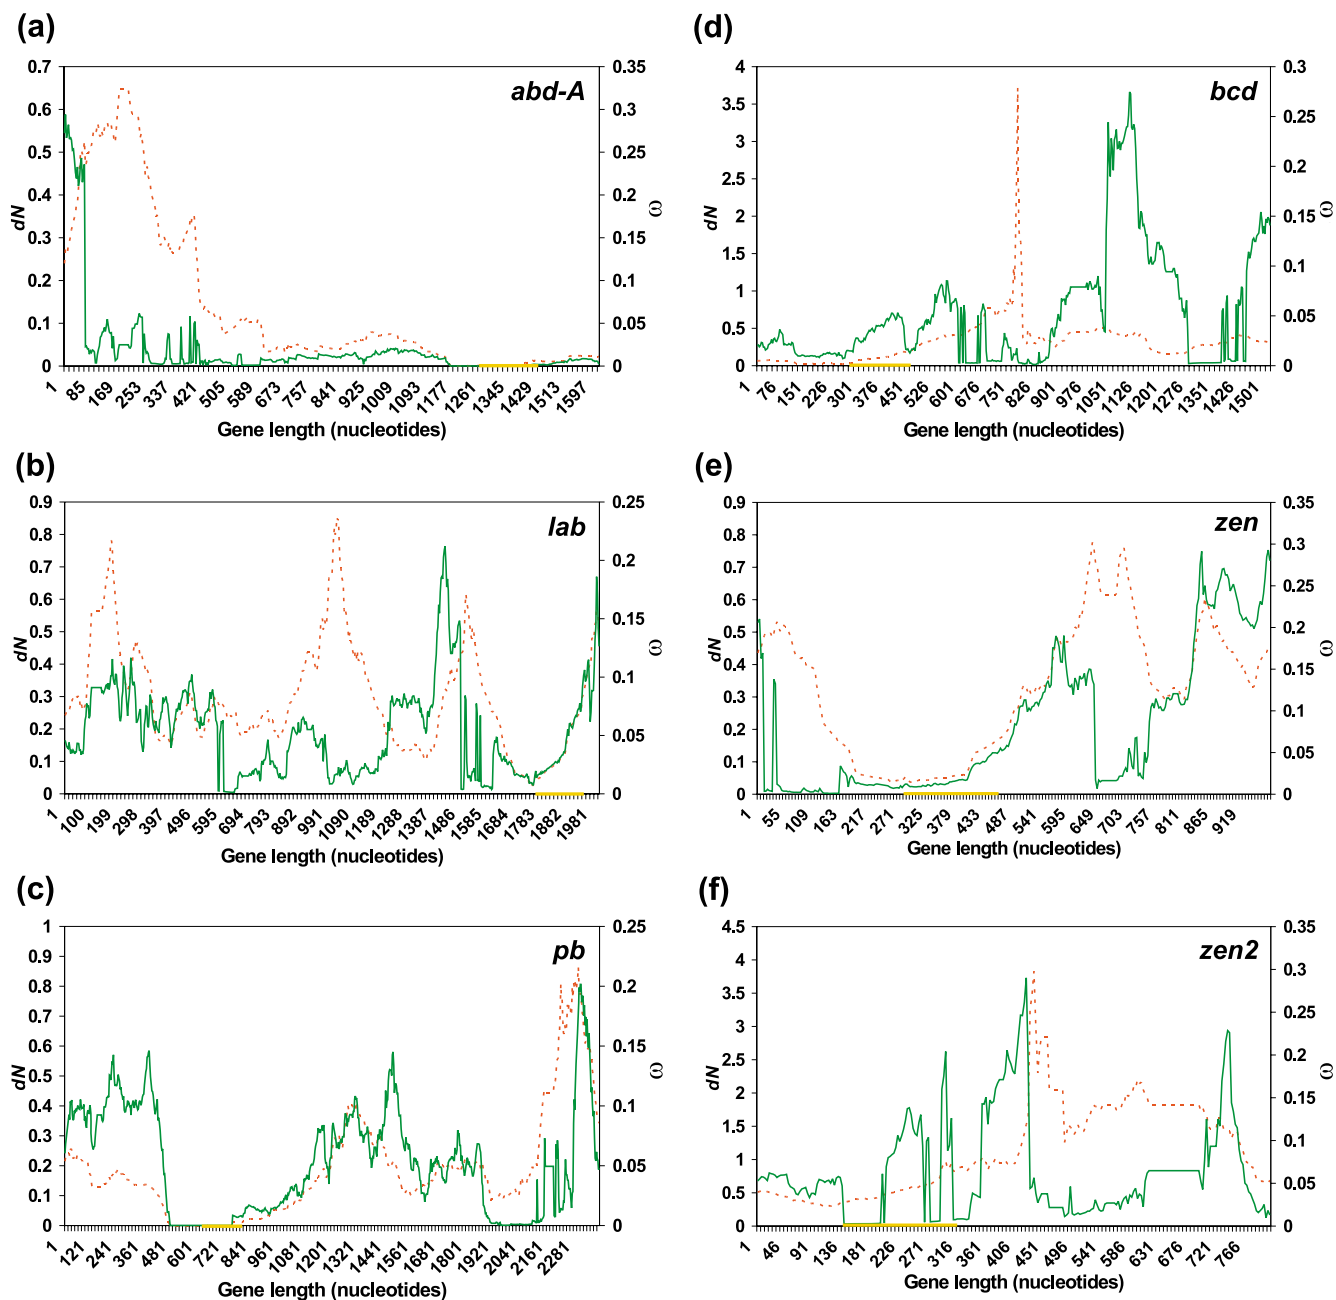 (a)
abd-A
0.7
0.6
0.5
0.4
0.3
0.2
0.1
0
dN
0.35
0.3
0.25
0.2
0.15
0.1
0.05
0
ω
1 85 169 253 337 421 505 589 673 757 841 925 1009 1093 1177 1261 1345 1429 1513 1597
Gene length (nucleotides)
(d)
bcd
4
3.5
3
2.5
2
1.5
1
0.5
0
dN
0.3
0.25
0.2
0.15
0.1
0.05
0
ω
1 76 151 226 301 376 451 526 601 676 751 826 901 976 1051 1126 1201 1276 1351 1426 1501
Gene length (nucleotides)
(b)
lab
0.9
0.8
0.7
0.6
0.5
0.4
0.3
0.2
0.1
0
dN
0.25
0.2
0.15
0.1
0.05
0
ω
1 100 199 298 397 496 595 694 793 892 991 1090 1189 1288 1387 1486 1585 1684 1783 1882 1981
Gene length (nucleotides)
(e)
zen
0.9
0.8
0.7
0.6
0.5
0.4
0.3
0.2
0.1
0
dN
0.35
0.3
0.25
0.2
0.15
0.1
0.05
0
ω
1 55 109 163 217 271 325 379 433 487 541 595 649 703 757 811 865 919
Gene length (nucleotides)
(c)
pb
1
0.9
0.8
0.7
0.6
0.5
0.4
0.3
0.2
0.1
0
dN
0.25
0.2
0.15
0.1
0.05
0
ω
1 121 241 361 481 601 721 841 961 1081 1201 1321 1441 1561 1681 1801 1921 2041 2161 2281
Gene length (nucleotides)
(f)
zen2
4.5
4
3.5
3
2.5
2
1.5
1
0.5
0
dN
0.35
0.3
0.25
0.2
0.15
0.1
0.05
0
ω
1 46 91 136 181 226 271 316 361 406 451 496 541 586 631 676 721 766
Gene length (nucleotides)